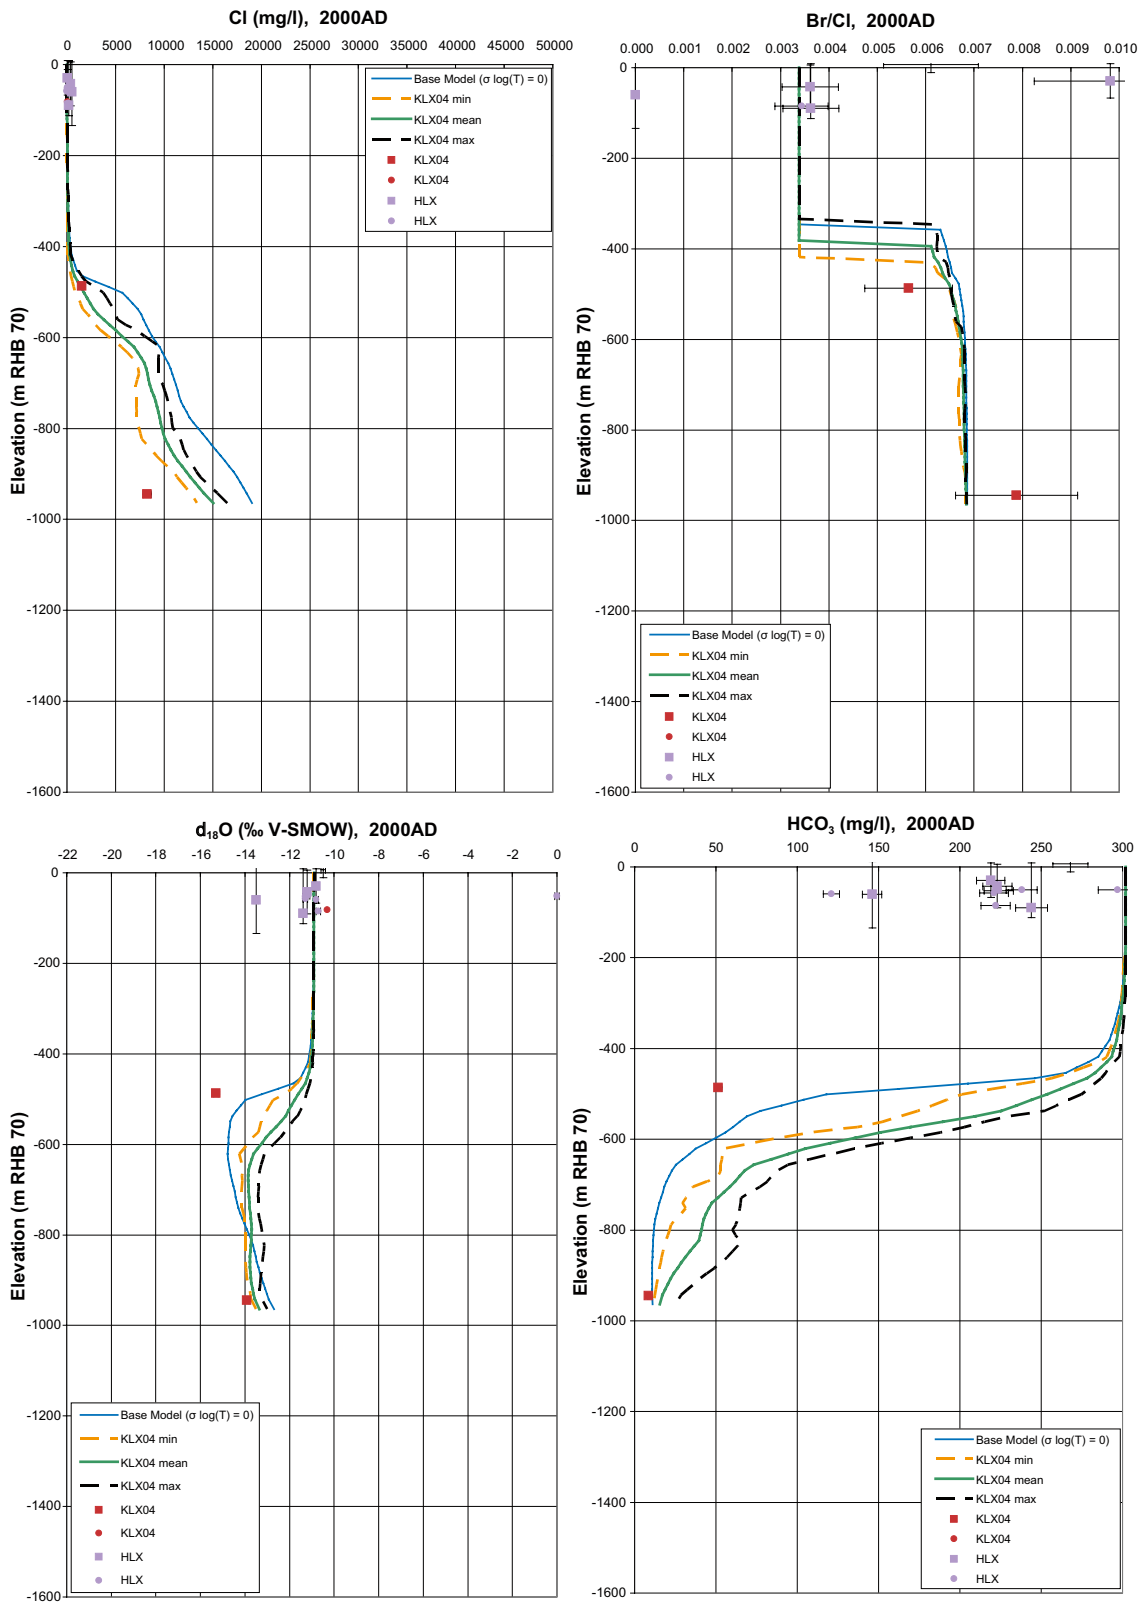 Cl (mg/l), 2000AD
0 5000 10000 15000 20000 25000 30000 35000 40000 45000 50000
0
-200
-400
-600
-800
-1000
-1200
-1400
-1600
Elevation (m RHB 70)
Base Model (σ log(T) = 0)
KLX04 min
KLX04 mean
KLX04 max
KLX04
KLX04
HLX
HLX
Br/Cl, 2000AD
0.000 0.001 0.002 0.003 0.004 0.005 0.006 0.007 0.008 0.009 0.010
0
-200
-400
-600
-800
-1000
-1200
-1400
-1600
Elevation (m RHB 70)
Base Model (σ log(T) = 0)
KLX04 min
KLX04 mean
KLX04 max
KLX04
KLX04
HLX
HLX
d18O (‰ V-SMOW), 2000AD
-22 -20 -18 -16 -14 -12 -10 -8 -6 -4 -2 0
0
-200
-400
-600
-800
-1000
-1200
-1400
-1600
Elevation (m RHB 70)
Base Model (σ log(T) = 0)
KLX04 min
KLX04 mean
KLX04 max
KLX04
KLX04
HLX
HLX
HCO3 (mg/l), 2000AD
0 50 100 150 200 250 300
0
-200
-400
-600
-800
-1000
-1200
-1400
-1600
Elevation (m RHB 70)
Base Model (σ log(T) = 0)
KLX04 min
KLX04 mean
KLX04 max
KLX04
KLX04
HLX
HLX